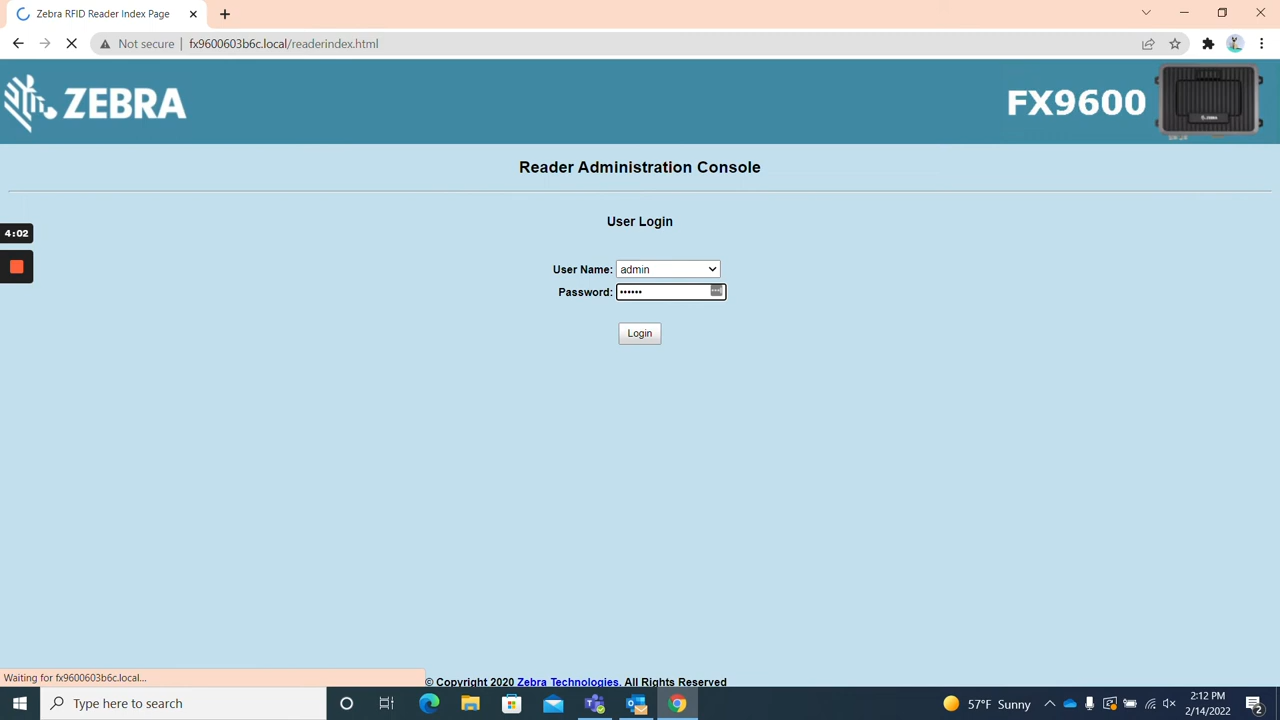 Zebra RFID Reader Index Page
Not secure
fx9600603b6c.local/readerindex.html
ZEBRA
FX9600
Reader Administration Console
4:02
User Login
User Name: admin
Password: ••••••
Login
Waiting for fx9600603b6c.local...
© Copyright 2020 Zebra Technologies. All Rights Reserved
Type here to search
57°F Sunny
2:12 PM
2/14/2022
2